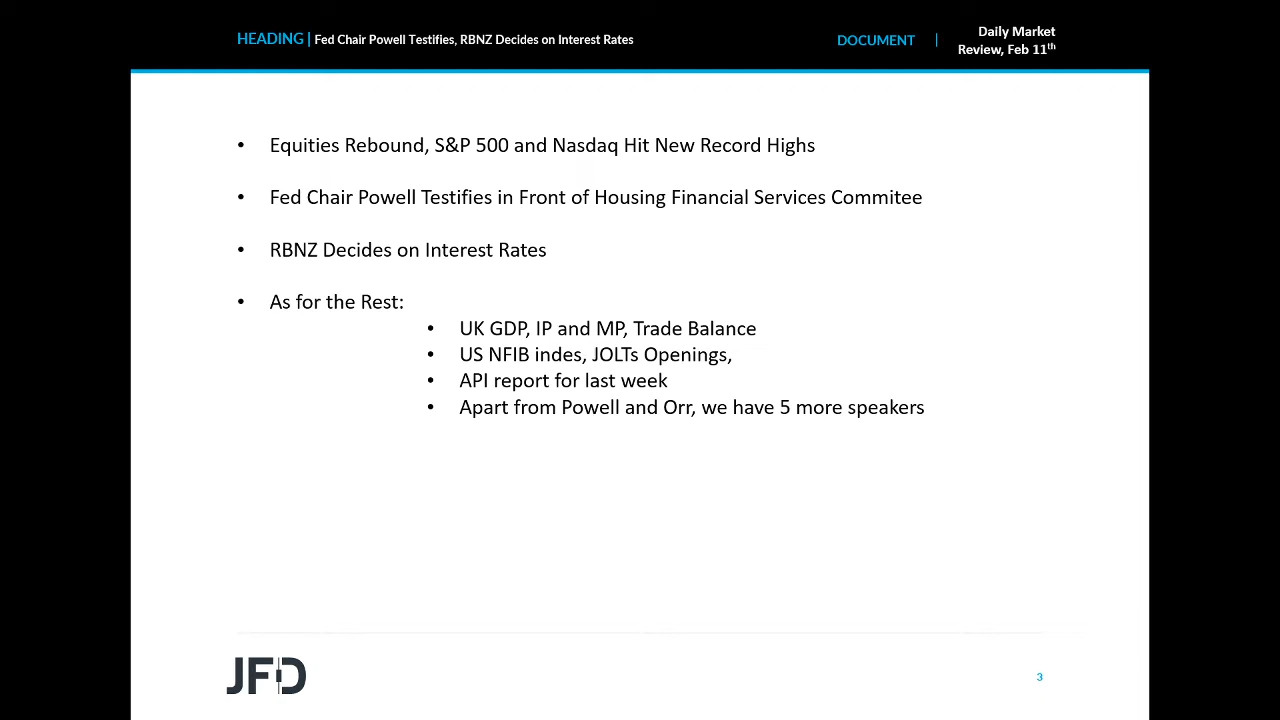 HEADING | Fed Chair Powell Testifies, RBNZ Decides on Interest Rates
DOCUMENT | Daily Market
Review, Feb 11th
• Equities Rebound, S&P 500 and Nasdaq Hit New Record Highs
• Fed Chair Powell Testifies in Front of Housing Financial Services Commitee
• RBNZ Decides on Interest Rates
• As for the Rest:
• UK GDP, IP and MP, Trade Balance
• US NFIB indes, JOLTs Openings,
• API report for last week
• Apart from Powell and Orr, we have 5 more speakers
JFD
3